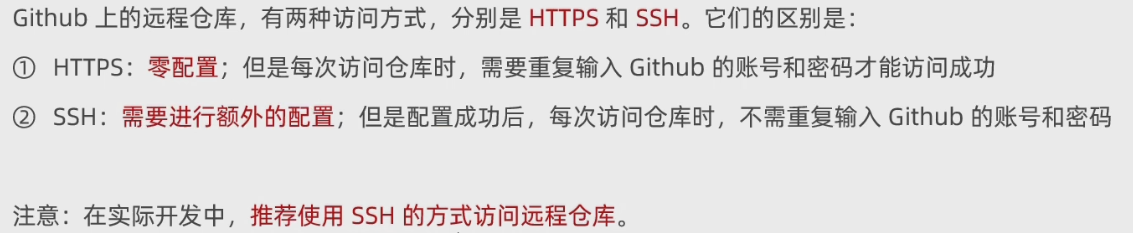 Github 上的远程仓库，有两种访问方式，分别是 HTTPS 和 SSH。它们的区别是：
① HTTPS：零配置；但是每次访问仓库时，需要重复输入 Github 的账号和密码才能访问成功
② SSH：需要进行额外的配置；但是配置成功后，每次访问仓库时，不需重复输入 Github 的账号和密码
注意：在实际开发中，推荐使用 SSH 的方式访问远程仓库。